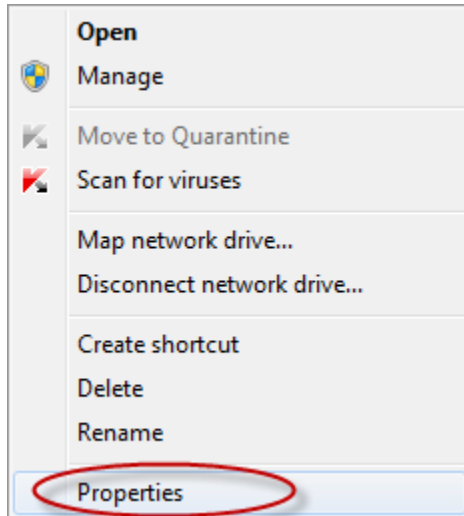 Open
Manage
Move to Quarantine
Scan for viruses
Map network drive...
Disconnect network drive...
Create shortcut
Delete
Rename
Properties